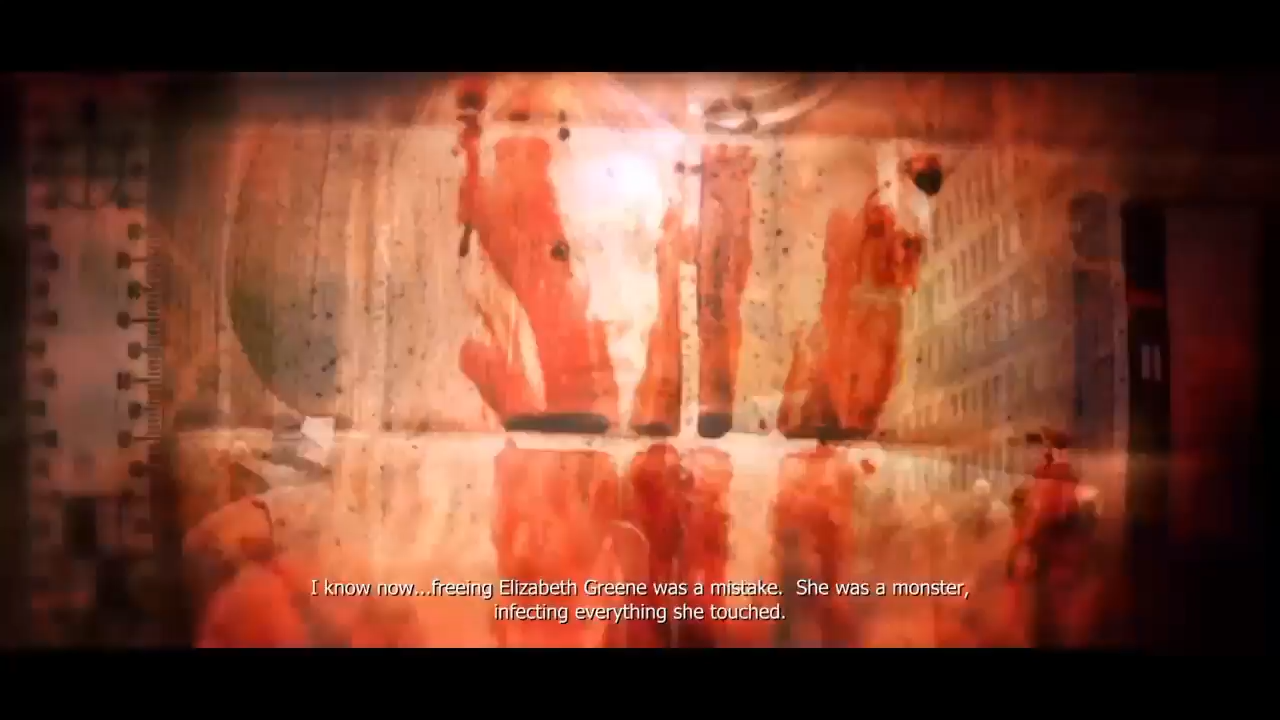 I know now...freeing Elizabeth Greene was a mistake.  She was a monster,
infecting everything she touched.